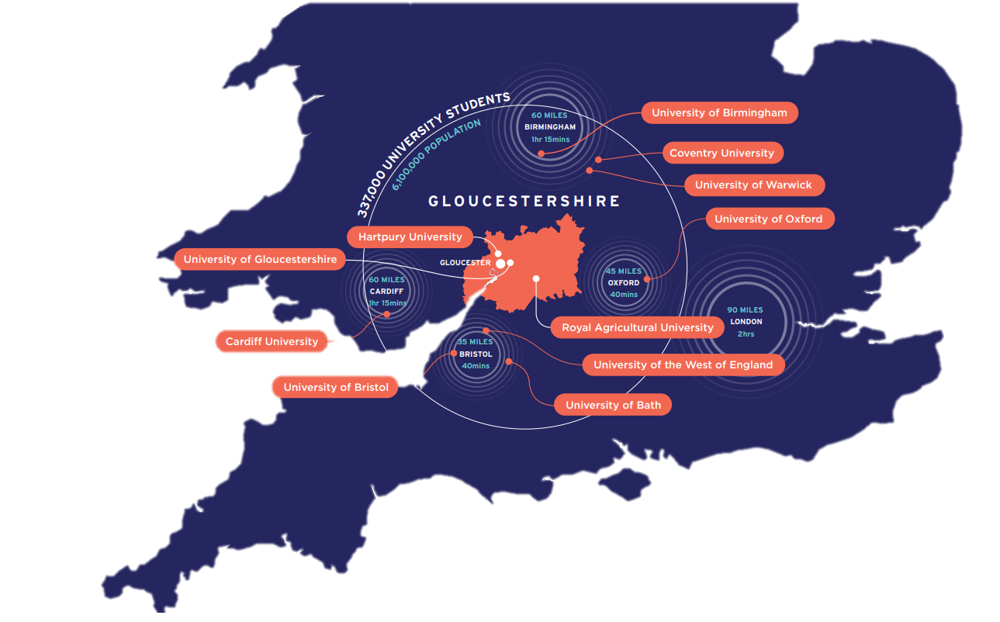 337,000 UNIVERSITY STUDENTS
6,100,000 POPULATION
60 MILES
BIRMINGHAM
1hr 15mins
University of Birmingham
Coventry University
University of Warwick
GLOUCESTERSHIRE
University of Oxford
Hartpury University
University of Gloucestershire
GLOUCESTER
45 MILES
OXFORD
40mins
60 MILES
CARDIFF
1hr 15mins
90 MILES
LONDON
2hrs
Royal Agricultural University
Cardiff University
35 MILES
BRISTOL
40mins
University of the West of England
University of Bristol
University of Bath